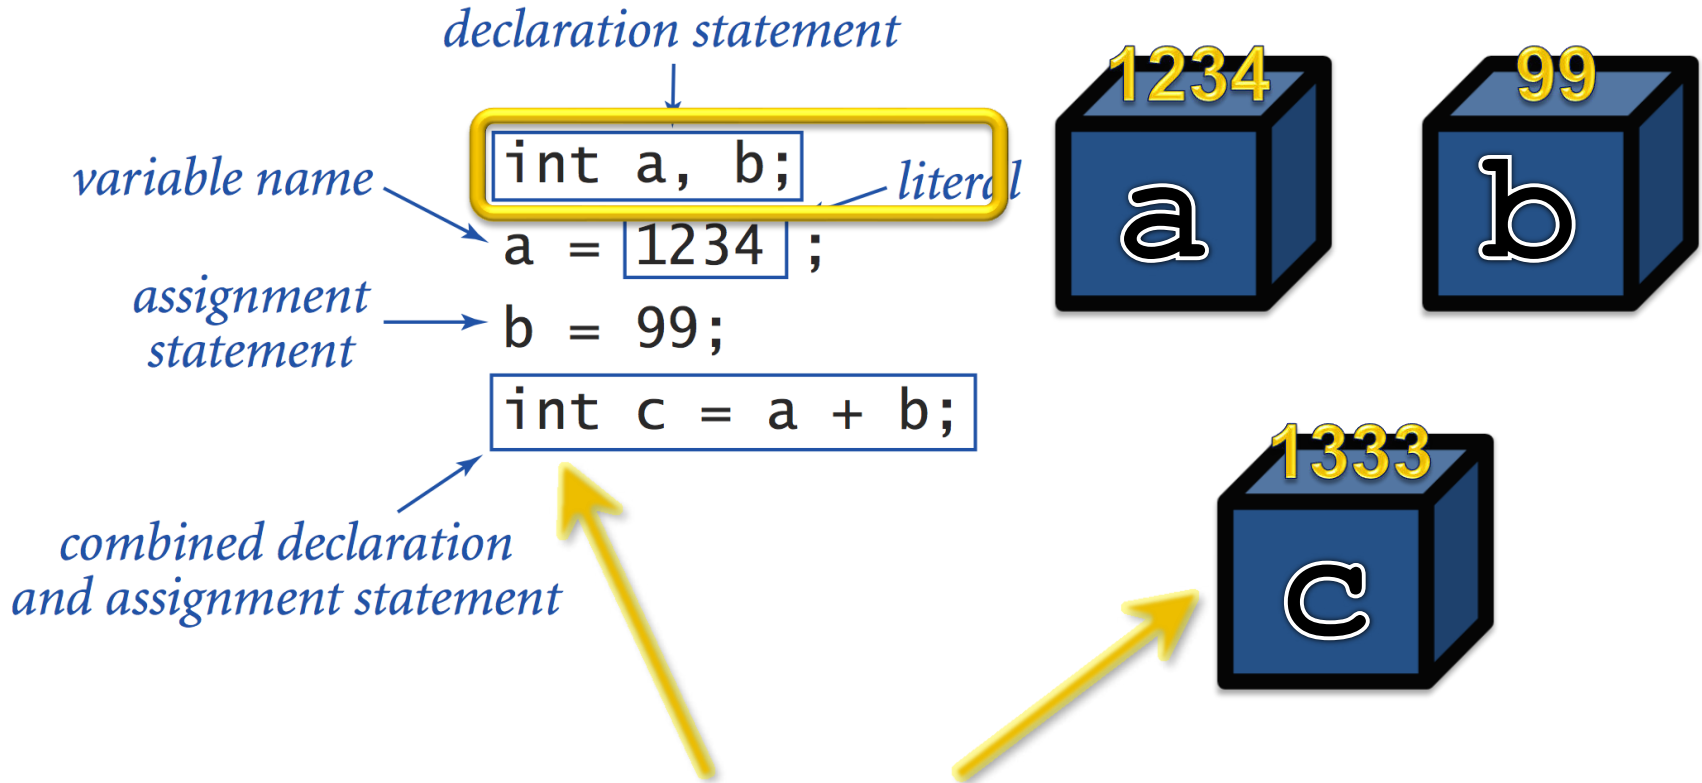 declaration statement
int a, b;
variable name
literal
a = 1234 ;
assignment
statement
b = 99;
int c = a + b;
combined declaration
and assignment statement
1234
a
99
b
1333
c